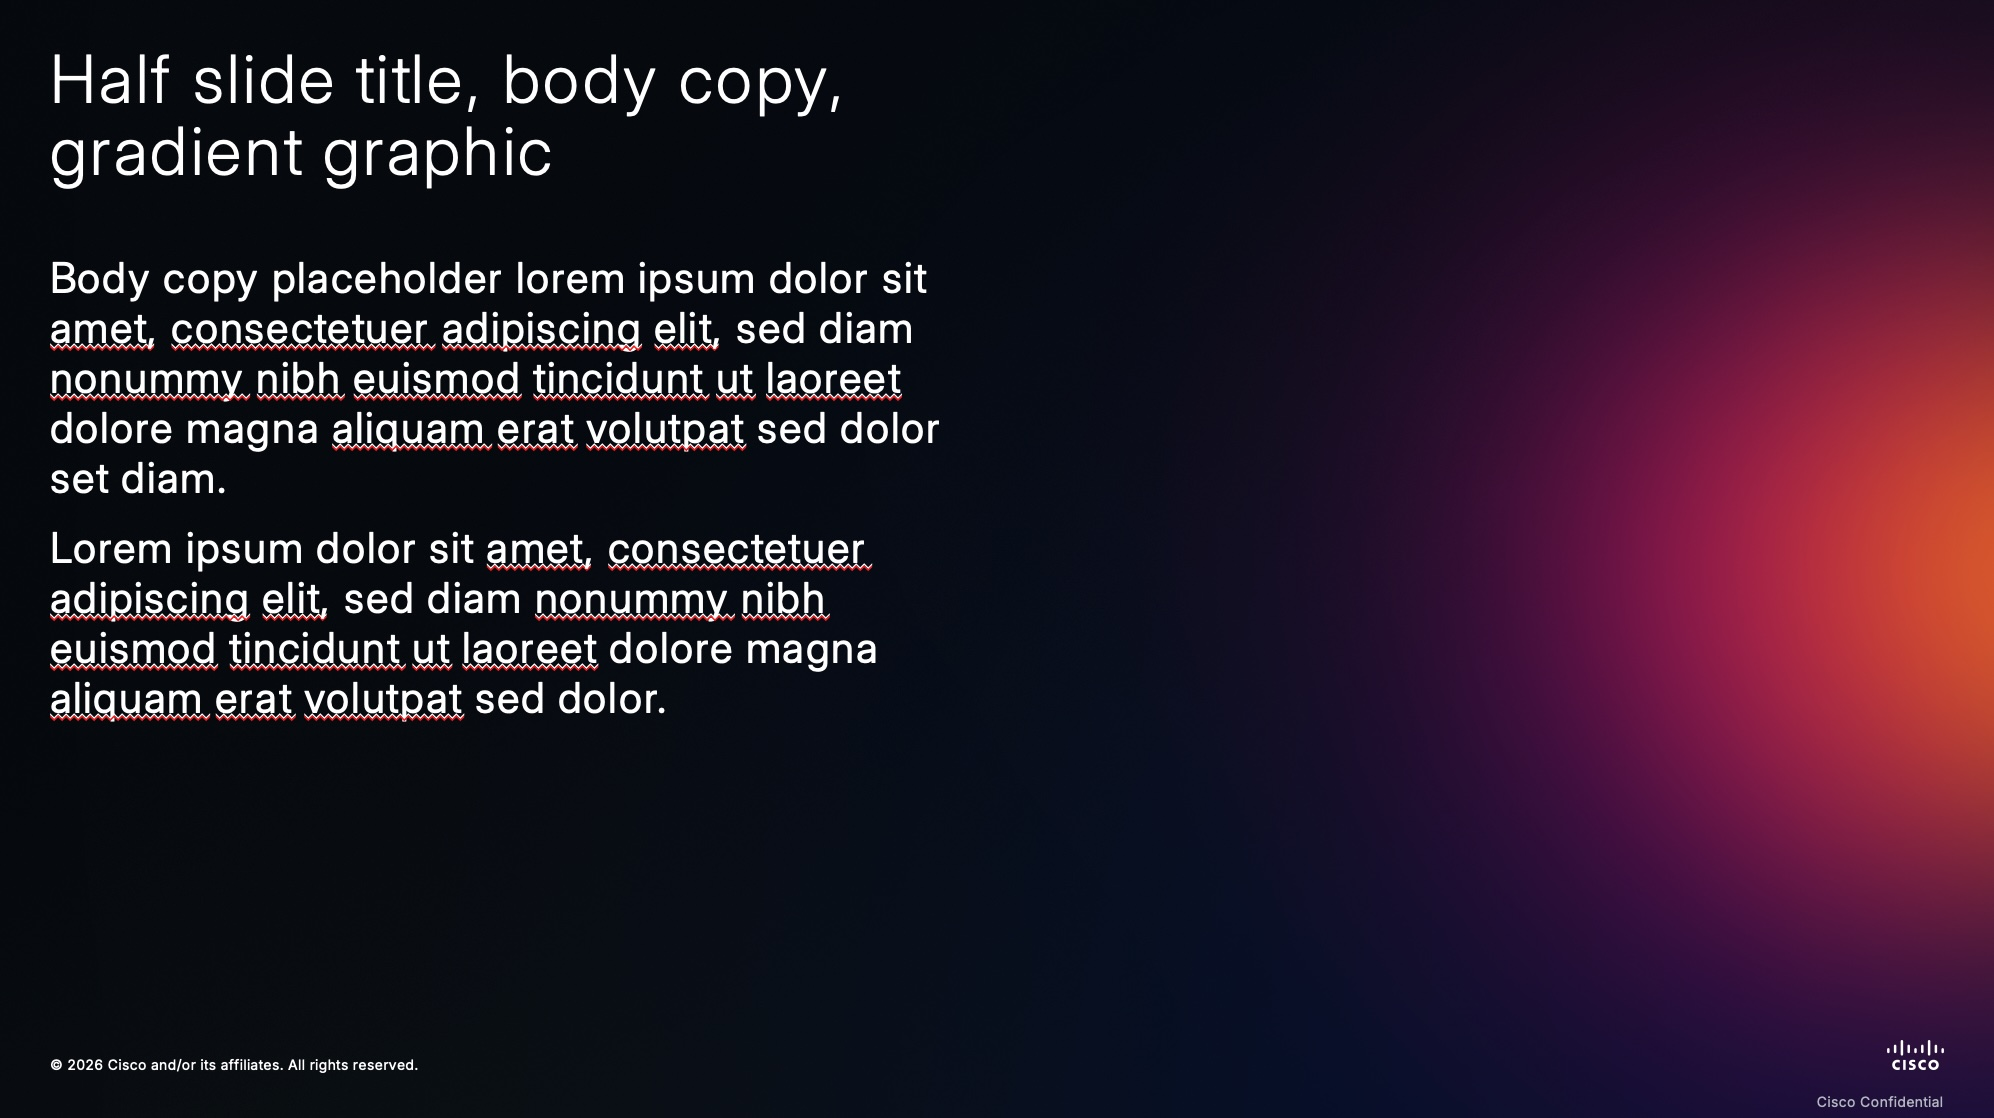 Half slide title, body copy,
gradient graphic
Body copy placeholder lorem ipsum dolor sit
amet, consectetuer adipiscing elit, sed diam
nonummy nibh euismod tincidunt ut laoreet
dolore magna aliquam erat volutpat sed dolor
set diam.
Lorem ipsum dolor sit amet, consectetuer
adipiscing elit, sed diam nonummy nibh
euismod tincidunt ut laoreet dolore magna
aliquam erat volutpat sed dolor.
© 2026 Cisco and/or its affiliates. All rights reserved.
CISCO
Cisco Confidential